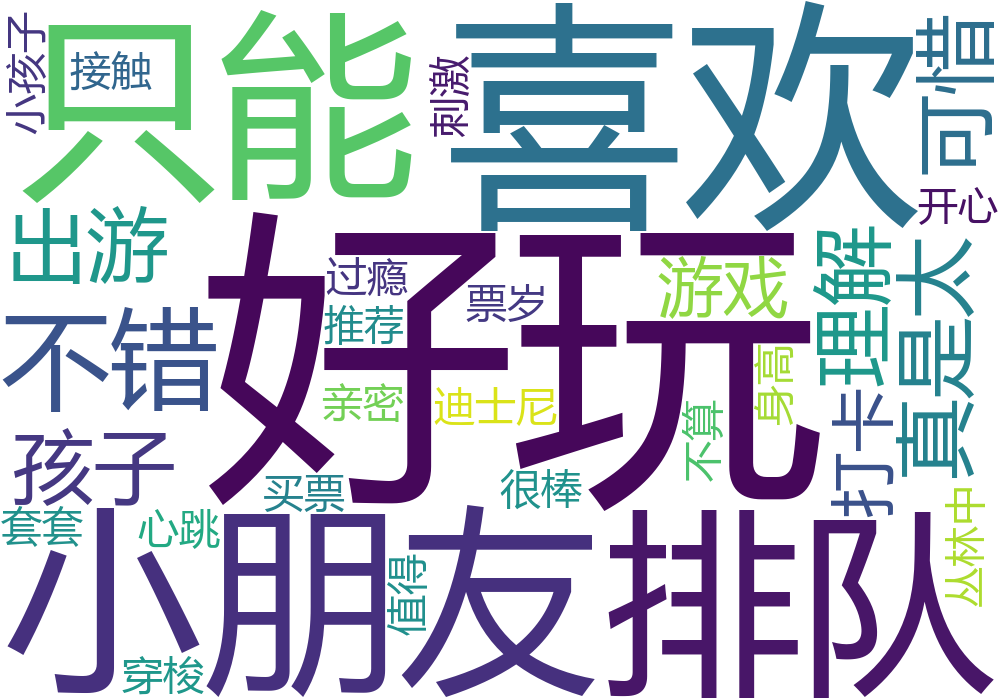 小孩子
接触
只能
刺激
喜欢
可惜
开心
出游
好玩
过瘾
票岁
游戏
理解
真是太
推荐
不错
亲密
迪士尼
身高
不算
打卡
孩子
买票
很棒
套套
心跳
小朋友
值得
排队
丛林中
穿梭